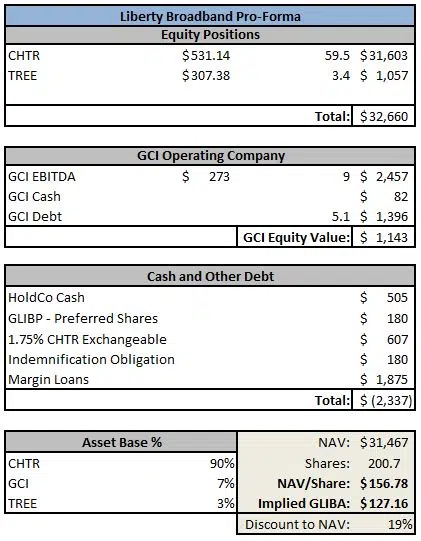 Liberty Broadband Pro-Forma
Equity Positions
CHTR $531.14 59.5 $31,603
TREE $307.38 3.4 $ 1,057
Total: $32,660
GCI Operating Company
GCI EBITDA $ 273 9 $ 2,457
GCI Cash $ 82
GCI Debt 5.1 $ 1,396
GCI Equity Value: $ 1,143
Cash and Other Debt
HoldCo Cash $ 505
GLIBP - Preferred Shares $ 180
1.75% CHTR Exchangeable $ 607
Indemnification Obligation $ 180
Margin Loans $ 1,875
Total: $ (2,337)
Asset Base % NAV: $31,467
CHTR 90% Shares: 200.7
GCI 7% NAV/Share: $156.78
TREE 3% Implied GLIBA: $127.16
Discount to NAV: 19%